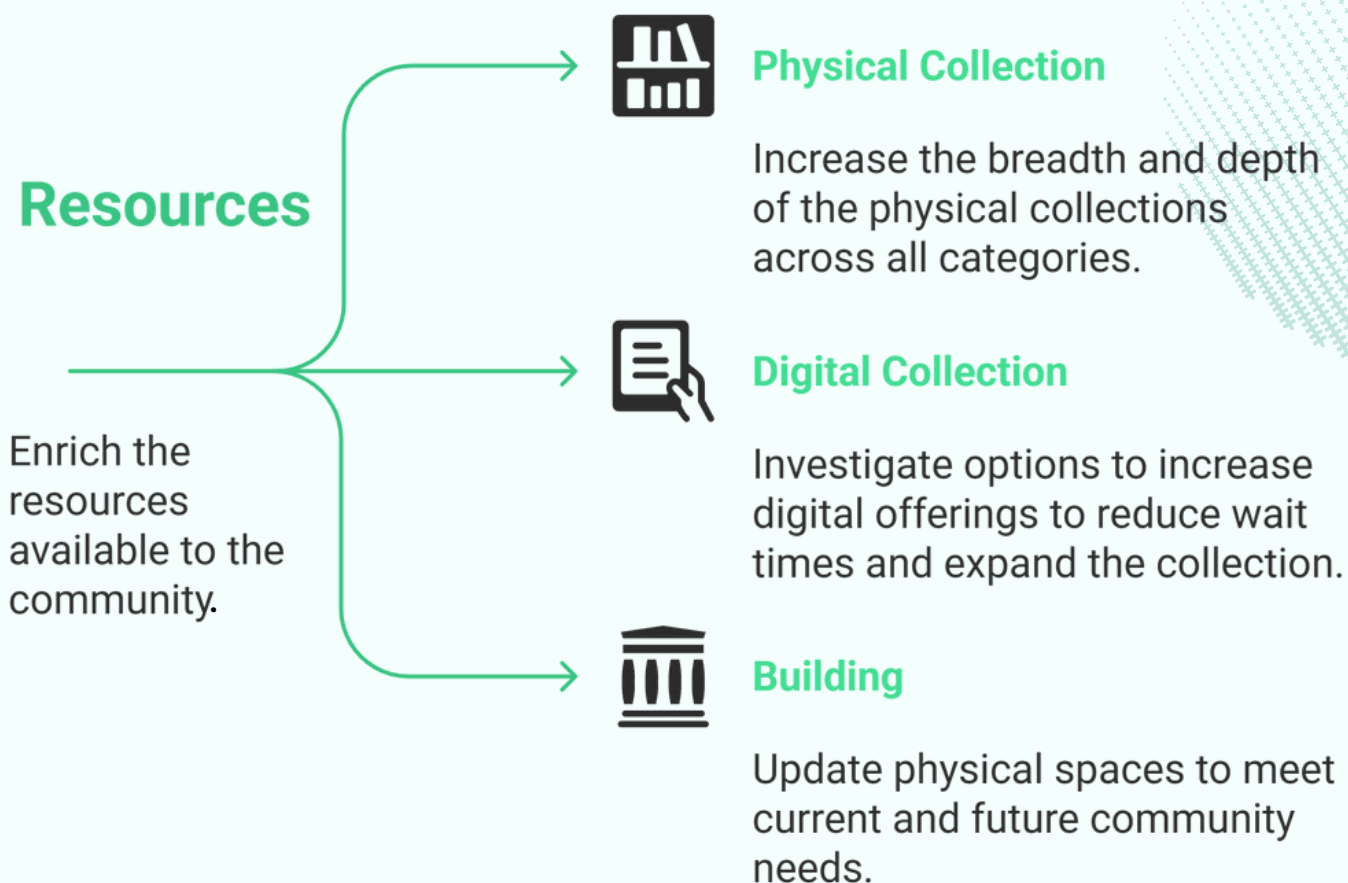 Resources
Enrich the
resources
available to the
community.
Physical Collection
Increase the breadth and depth
of the physical collections
across all categories.
Digital Collection
Investigate options to increase
digital offerings to reduce wait
times and expand the collection.
Building
Update physical spaces to meet
current and future community
needs.